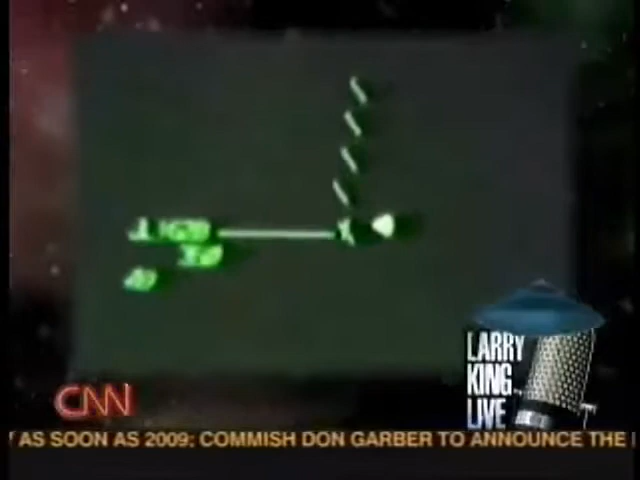 CNN
LARRY
KING
LIVE
AS SOON AS 2009: COMMISH DON GARBER TO ANNOUNCE THE